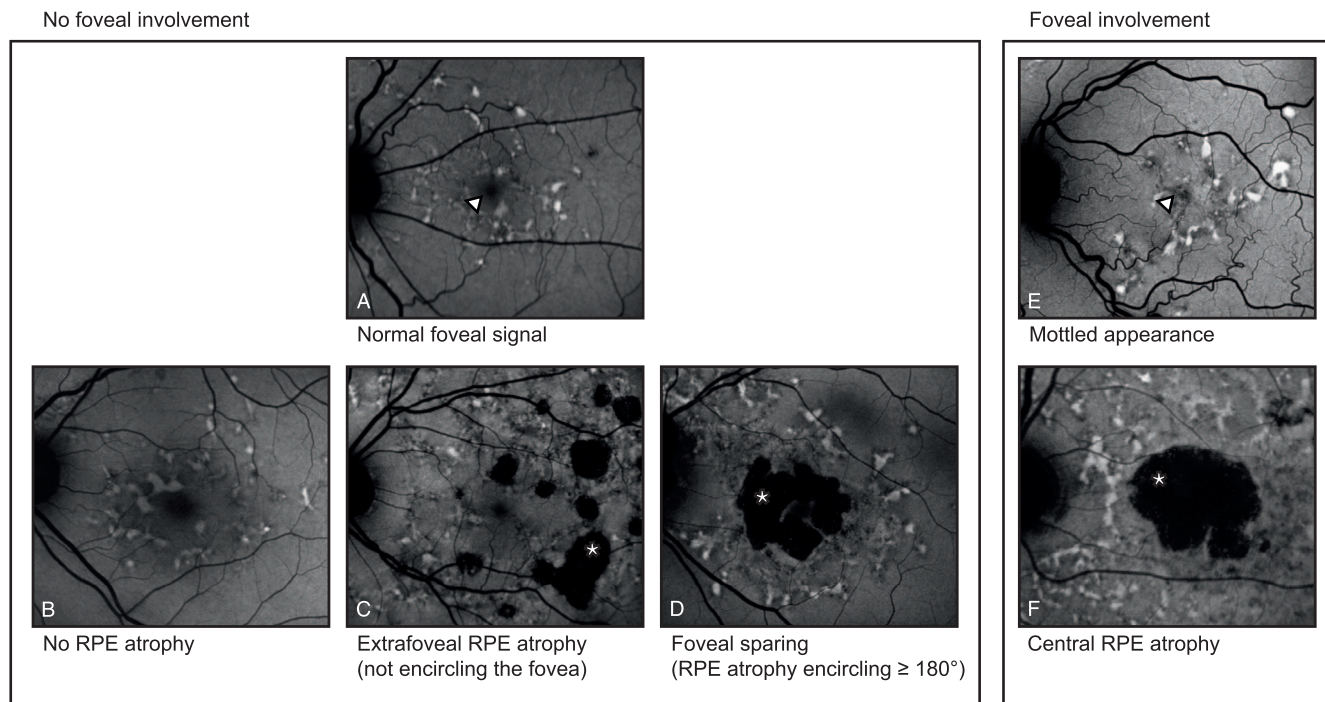 No foveal involvement
Foveal involvement
A
Normal foveal signal
E
Mottled appearance
B
No RPE atrophy
C
Extrafoveal RPE atrophy
(not encircling the fovea)
D
Foveal sparing
(RPE atrophy encircling ≥ 180°)
F
Central RPE atrophy